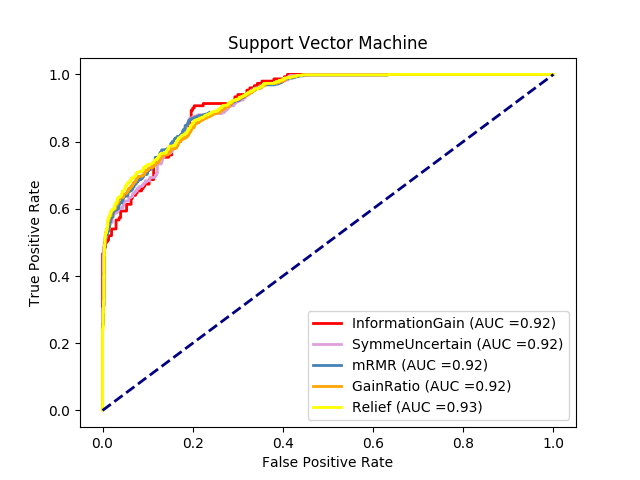 Support Vector Machine
1.0
0.8
0.6
0.4
0.2
0.0
True Positive Rate
InformationGain (AUC =0.92)
SymmeUncertain (AUC =0.92)
mRMR (AUC =0.92)
GainRatio (AUC =0.92)
Relief (AUC =0.93)
0.0 0.2 0.4 0.6 0.8 1.0
False Positive Rate